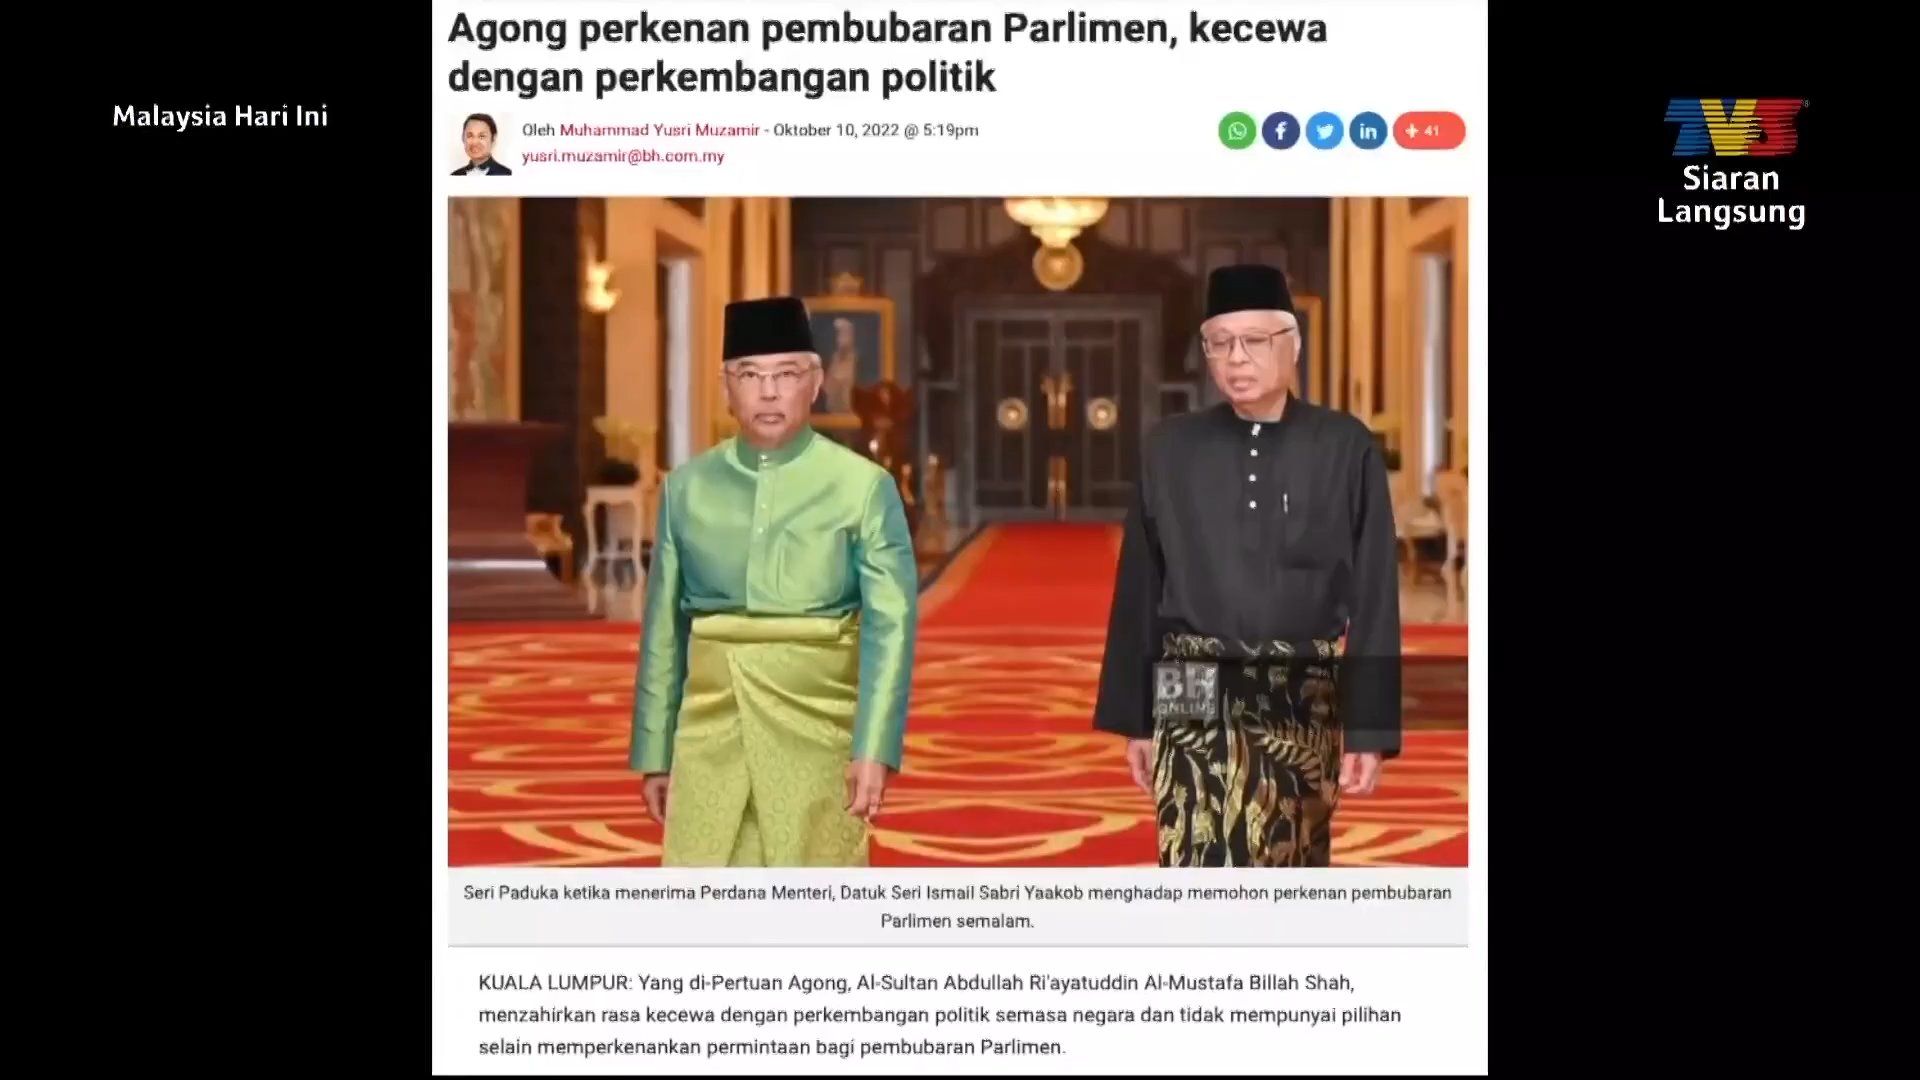 Agong perkenan pembubaran Parlimen, kecewa
dengan perkembangan politik
Malaysia Hari Ini
Oleh Muhammad Yusri Muzamir - Oktober 10, 2022 @ 5:19pm
yusri.muzamir@bh.com.my
+ 41
TV3
Siaran
Langsung
BH
ONLINE
Seri Paduka ketika menerima Perdana Menteri, Datuk Seri Ismail Sabri Yaakob menghadap memohon perkenan pembubaran
Parlimen semalam.
KUALA LUMPUR: Yang di-Pertuan Agong, Al-Sultan Abdullah Ri'ayatuddin Al-Mustafa Billah Shah,
menzahirkan rasa kecewa dengan perkembangan politik semasa negara dan tidak mempunyai pilihan
selain memperkenankan permintaan bagi pembubaran Parlimen.